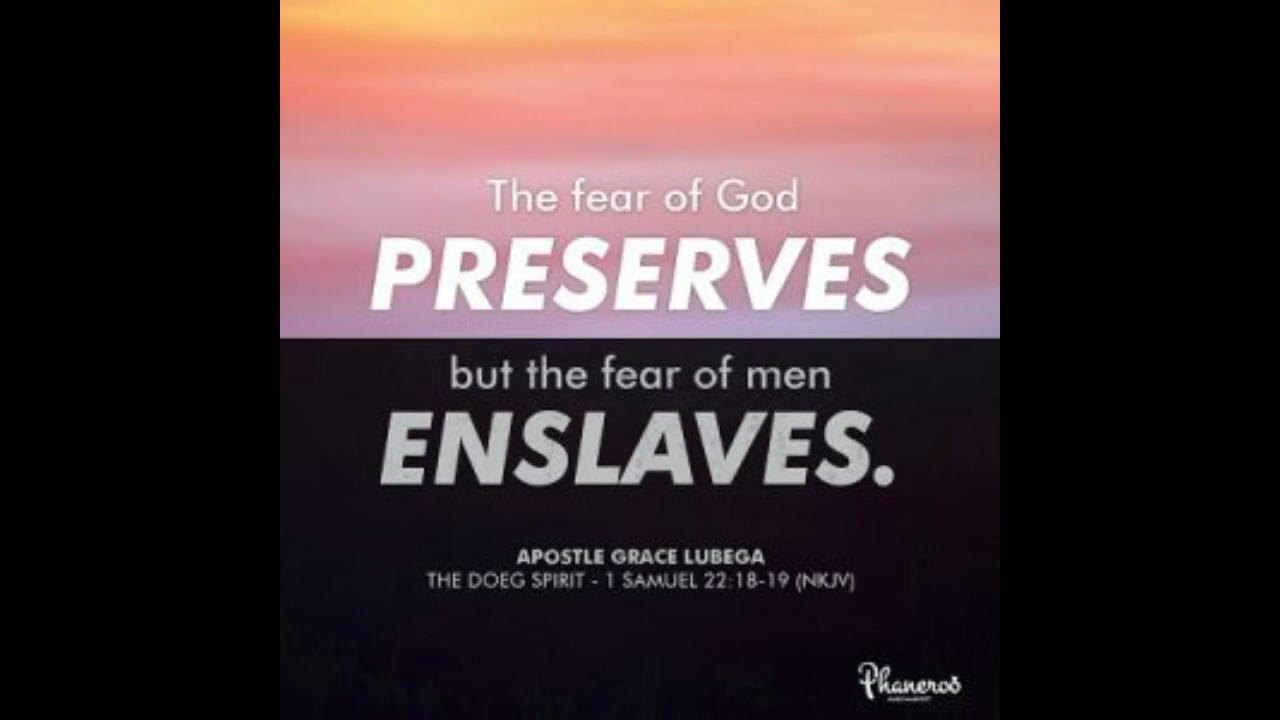 The fear of God
PRESERVES
but the fear of men
ENSLAVES.
APOSTLE GRACE LUBEGA
THE DOEG SPIRIT - 1 SAMUEL 22:18-19 (NKJV)
Phaneroō